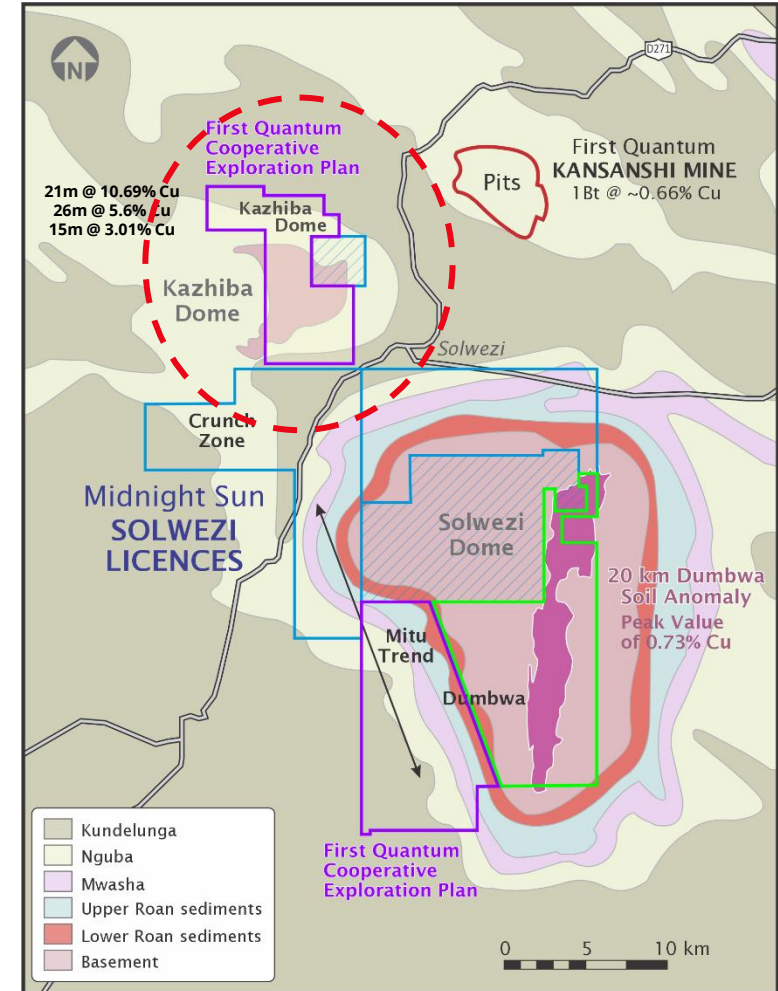 D271
N
First Quantum
Cooperative
Exploration Plan
21m @ 10.69% Cu
26m @ 5.6% Cu
15m @ 3.01% Cu
Kazhiba
Dome
Pits
First Quantum
KANSANSHI MINE
1Bt @ ~0.66% Cu
Kazhiba
Dome
Solwezi
Crunch
Zone
Midnight Sun
SOLWEZI
LICENCES
Solwezi
Dome
20 km Dumbwa
Soil Anomaly
Peak Value
of 0.73% Cu
Mitu
Trend
Dumbwa
First Quantum
Cooperative
Exploration Plan
Kundelunga
Nguba
Mwasha
Upper Roan sediments
Lower Roan sediments
Basement
0 5 10 km